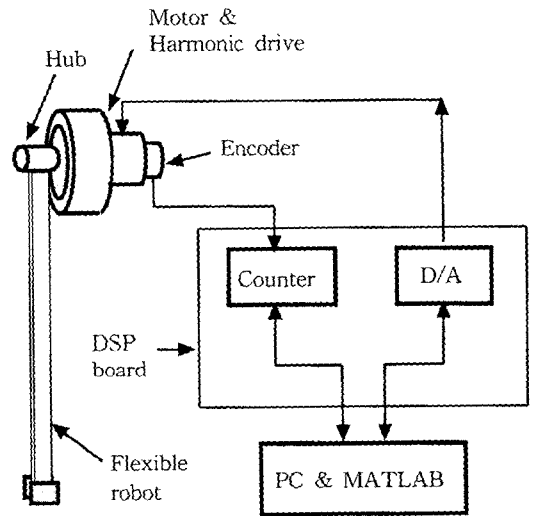 Motor &
Harmonic drive
Hub
Encoder
Counter
D/A
DSP
board
Flexible
robot
PC & MATLAB